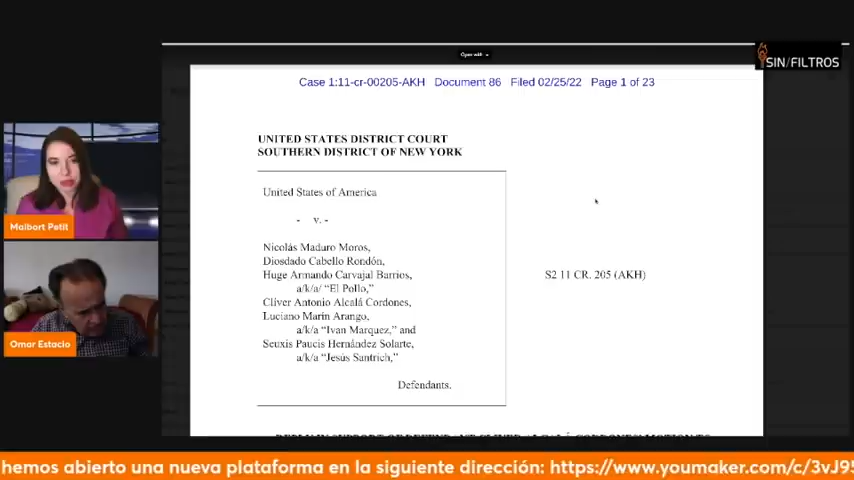 Open with
SIN/FILTROS
Case 1:11-cr-00205-AKH Document 86 Filed 02/25/22 Page 1 of 23
UNITED STATES DISTRICT COURT
SOUTHERN DISTRICT OF NEW YORK
United States of America
- v. -
Nicolás Maduro Moros,
Diosdado Cabello Rondón,
Huge Armando Carvajal Barrios,
a/k/a/ “El Pollo,”
Clíver Antonio Alcalá Cordones,
Luciano Marín Arango,
a/k/a “Ivan Marquez,” and
Seuxis Paucis Hernández Solarte,
a/k/a “Jesús Santrich,”
Defendants.
S2 11 CR. 205 (AKH)
Maibort Petit
Omar Estacio
hemos abierto una nueva plataforma en la siguiente dirección: https://www.youmaker.com/c/3vJ95